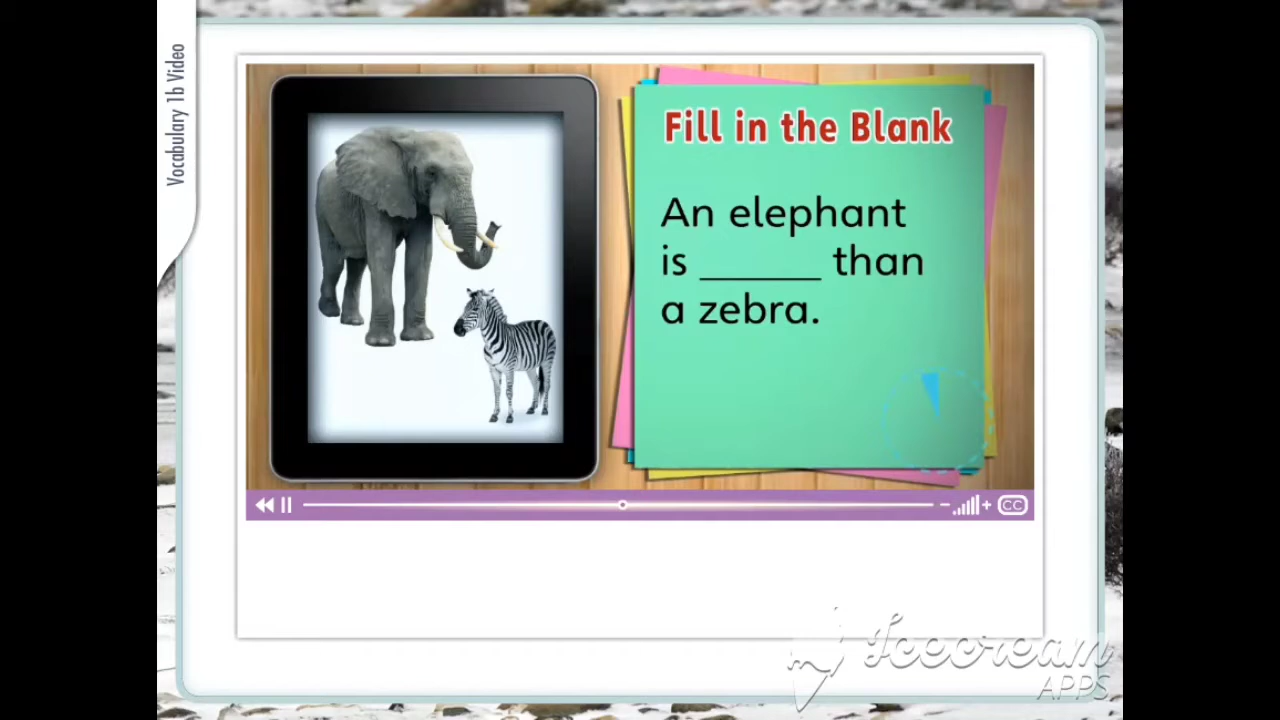 Vocabulary 1b Video
Fill in the Blank
An elephant
is ______ than
a zebra.
CC
Icecream
APPS